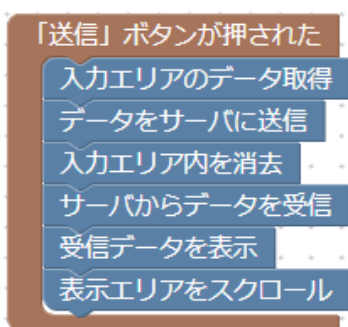 「送信」ボタンが押された
入力エリアのデータ取得
データをサーバに送信
入力エリア内を消去
サーバからデータを受信
受信データを表示
表示エリアをスクロール